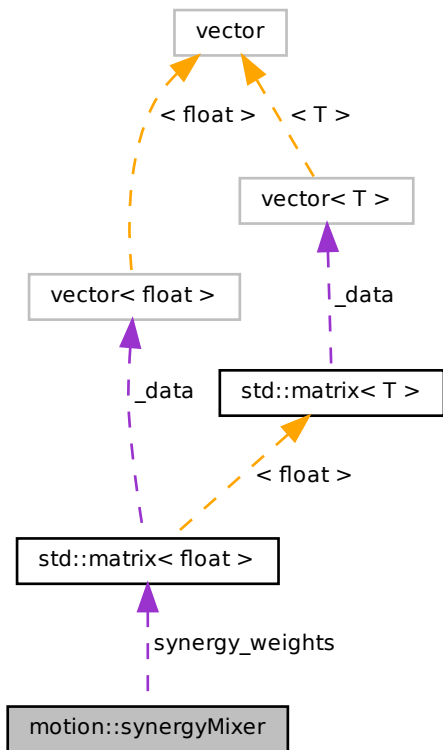 vector
< float >
< T >
vector< T >
vector< float >
_data
_data
std::matrix< T >
< float >
std::matrix< float >
synergy_weights
motion::synergyMixer